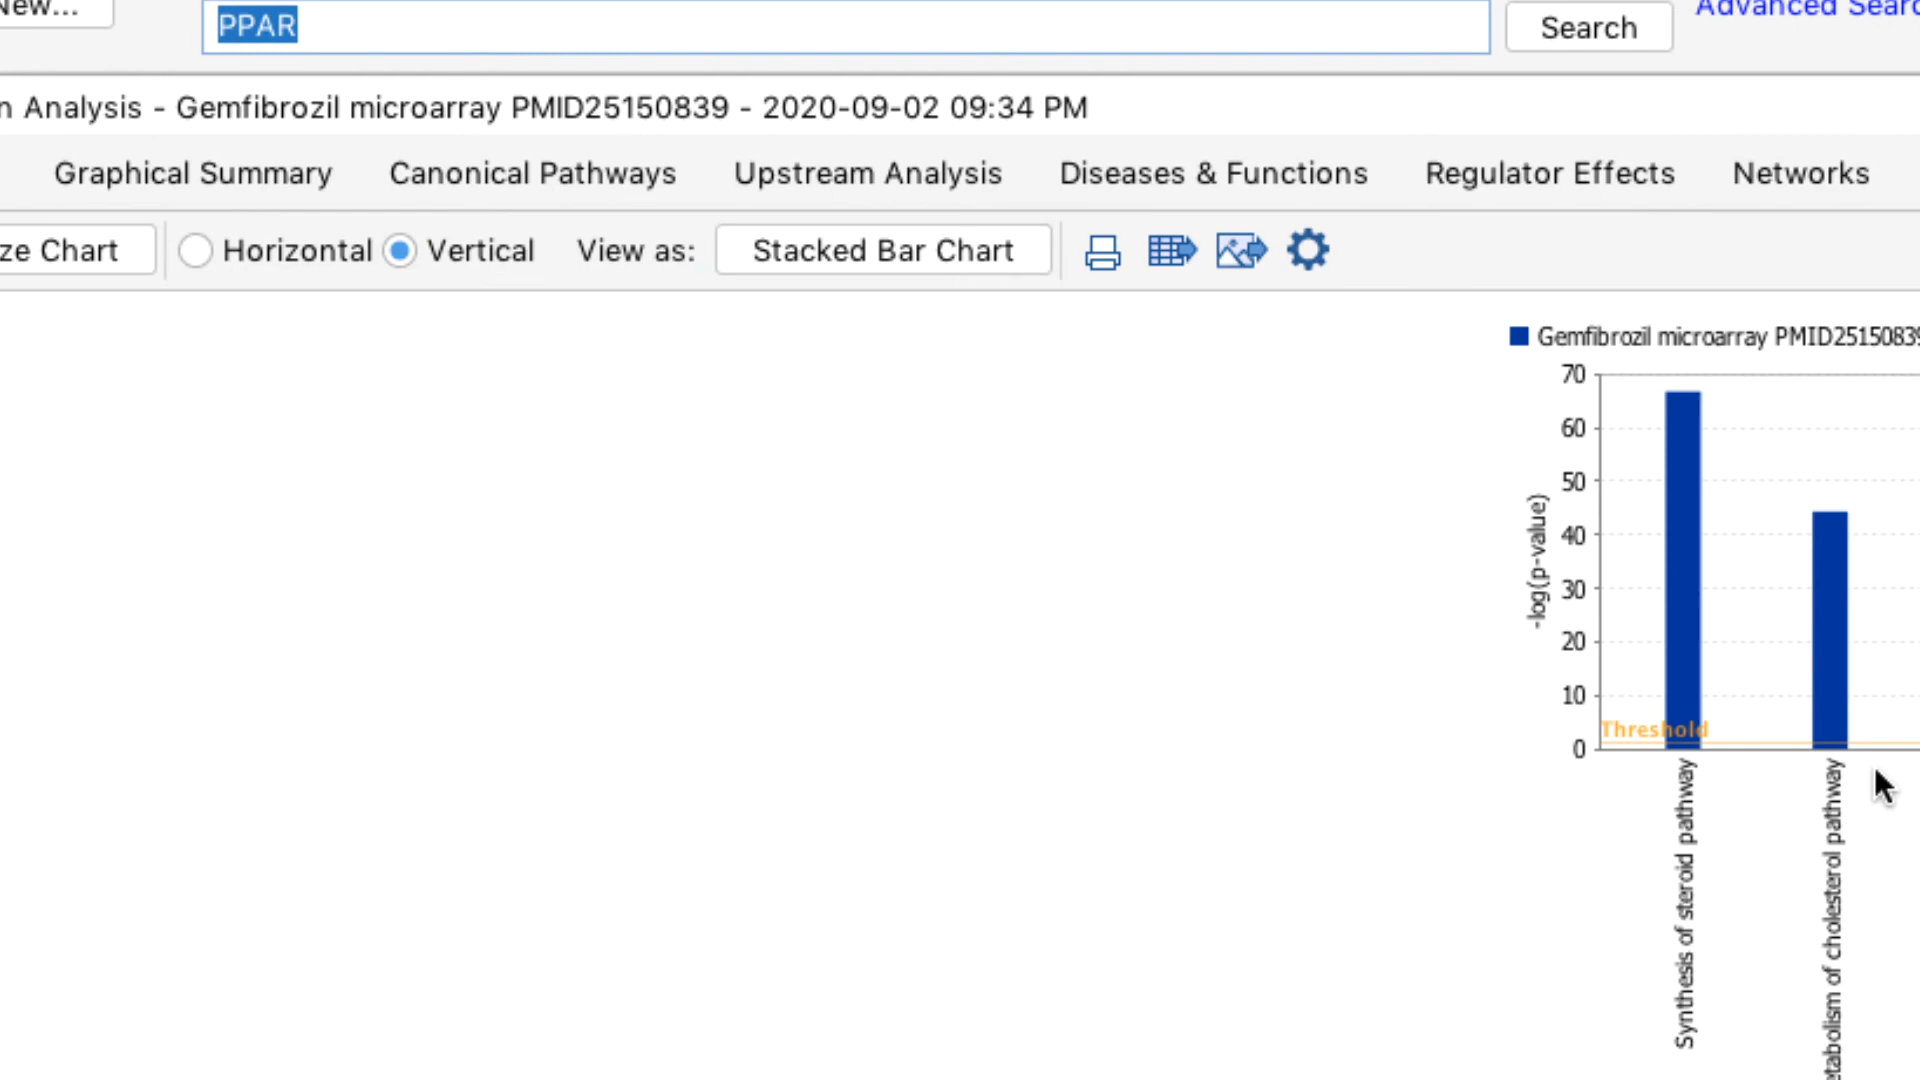 New...
PPAR
Search
Advanced Searc
n Analysis - Gemfibrozil microarray PMID25150839 - 2020-09-02 09:34 PM
Graphical Summary
Canonical Pathways
Upstream Analysis
Diseases & Functions
Regulator Effects
Networks
ze Chart
Horizontal
Vertical
View as:
Stacked Bar Chart
Gemfibrozil microarray PMID25150839
70
60
50
40
30
20
10
0
-log(p-value)
Threshold
Synthesis of steroid pathway
etabolism of cholesterol pathway